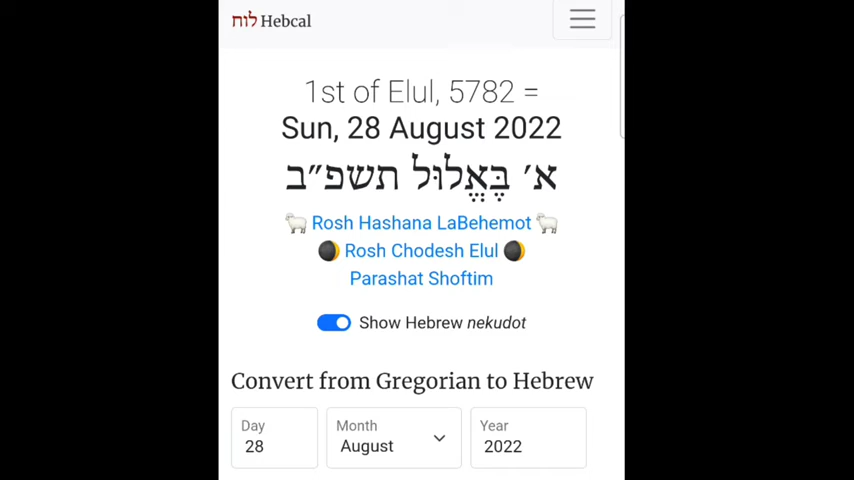 לוח Hebcal
1st of Elul, 5782 =
Sun, 28 August 2022
א׳ בֶּאֱלוּל תשפ״ב
Rosh Hashana LaBehemot
Rosh Chodesh Elul
Parashat Shoftim
Show Hebrew nekudot
Convert from Gregorian to Hebrew
Day Month Year
28 August 2022